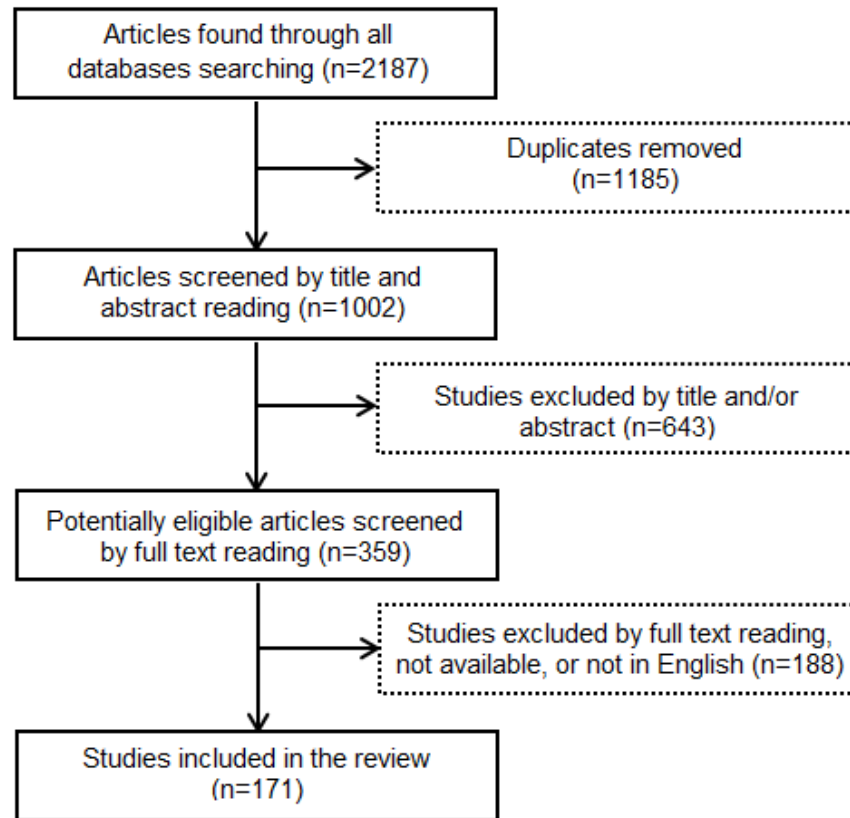 Articles found through all
databases searching (n=2187)
Duplicates removed
(n=1185)
Articles screened by title and
abstract reading (n=1002)
Studies excluded by title and/or
abstract (n=643)
Potentially eligible articles screened
by full text reading (n=359)
Studies excluded by full text reading,
not available, or not in English (n=188)
Studies included in the review
(n=171)